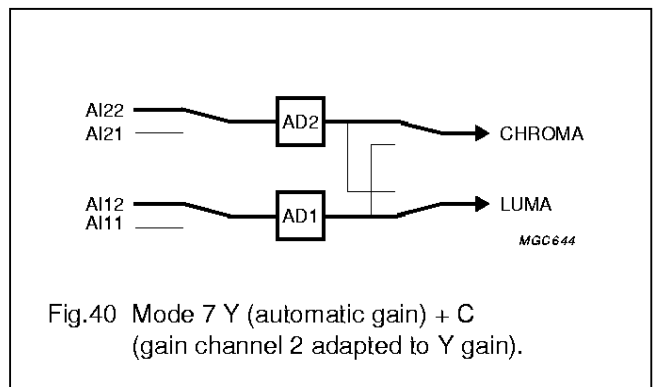 AI22
AI21
AD2
CHROMA
AI12
AI11
AD1
LUMA
MGC644
Fig.40 Mode 7 Y (automatic gain) + C
(gain channel 2 adapted to Y gain).